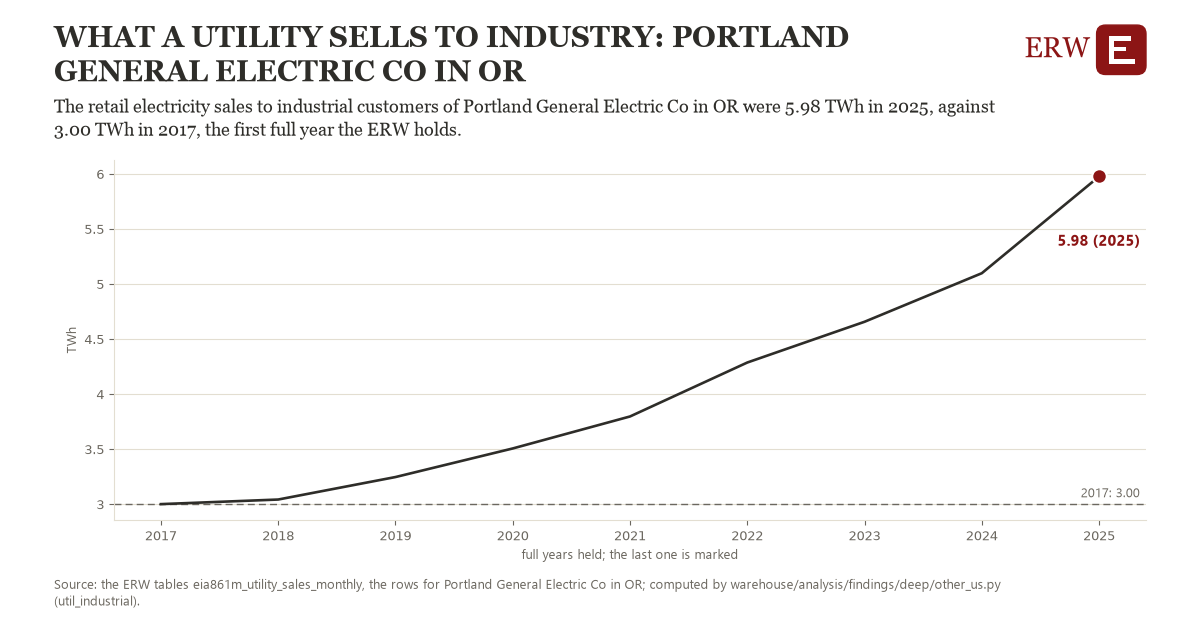 WHAT A UTILITY SELLS TO INDUSTRY: PORTLAND
GENERAL ELECTRIC CO IN OR
ERW E
The retail electricity sales to industrial customers of Portland General Electric Co in OR were 5.98 TWh in 2025, against
3.00 TWh in 2017, the first full year the ERW holds.
TWh
6
5.5
5
4.5
4
3.5
3
5.98 (2025)
2017: 3.00
2017 2018 2019 2020 2021 2022 2023 2024 2025
full years held; the last one is marked
Source: the ERW tables eia861m_utility_sales_monthly, the rows for Portland General Electric Co in OR; computed by warehouse/analysis/findings/deep/other_us.py
(util_industrial).